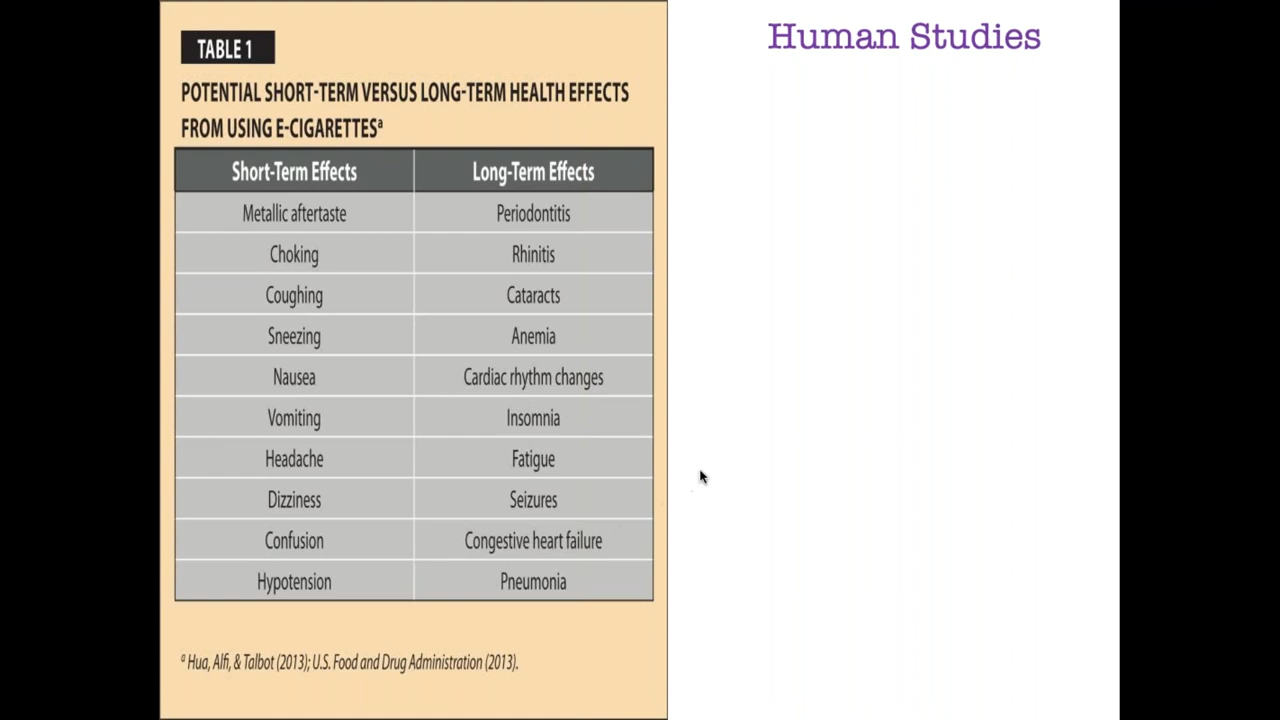 TABLE 1
POTENTIAL SHORT-TERM VERSUS LONG-TERM HEALTH EFFECTS
FROM USING E-CIGARETTESª
Short-Term Effects Long-Term Effects
Metallic aftertaste Periodontitis
Choking Rhinitis
Coughing Cataracts
Sneezing Anemia
Nausea Cardiac rhythm changes
Vomiting Insomnia
Headache Fatigue
Dizziness Seizures
Confusion Congestive heart failure
Hypotension Pneumonia
ª Hua, Alfi, & Talbot (2013); U.S. Food and Drug Administration (2013).
Human Studies